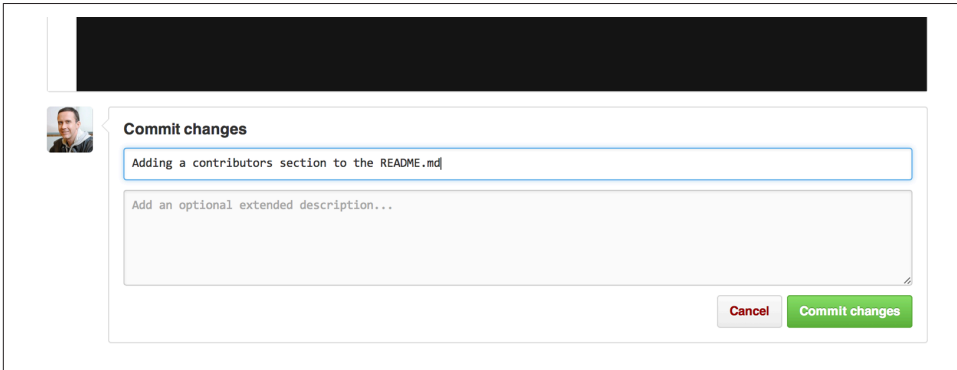 Commit changes
Adding a contributors section to the README.md
Add an optional extended description...
Cancel
Commit changes